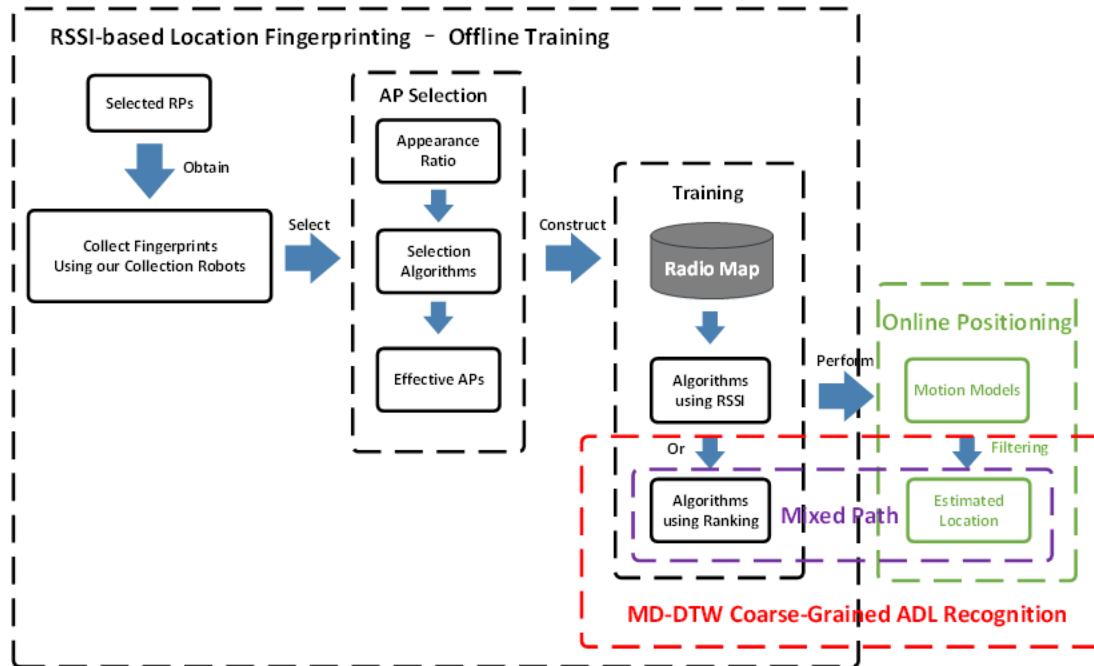 RSSI-based Location Fingerprinting – Offline Training
Selected RPs
Obtain
Collect Fingerprints
Using our Collection Robots
Select
AP Selection
Appearance
Ratio
Selection
Algorithms
Effective APs
Construct
Training
Radio Map
Algorithms
using RSSI
Or
Algorithms
using Ranking
Perform
Online Positioning
Motion Models
Filtering
Estimated
Location
Mixed Path
MD-DTW Coarse-Grained ADL Recognition